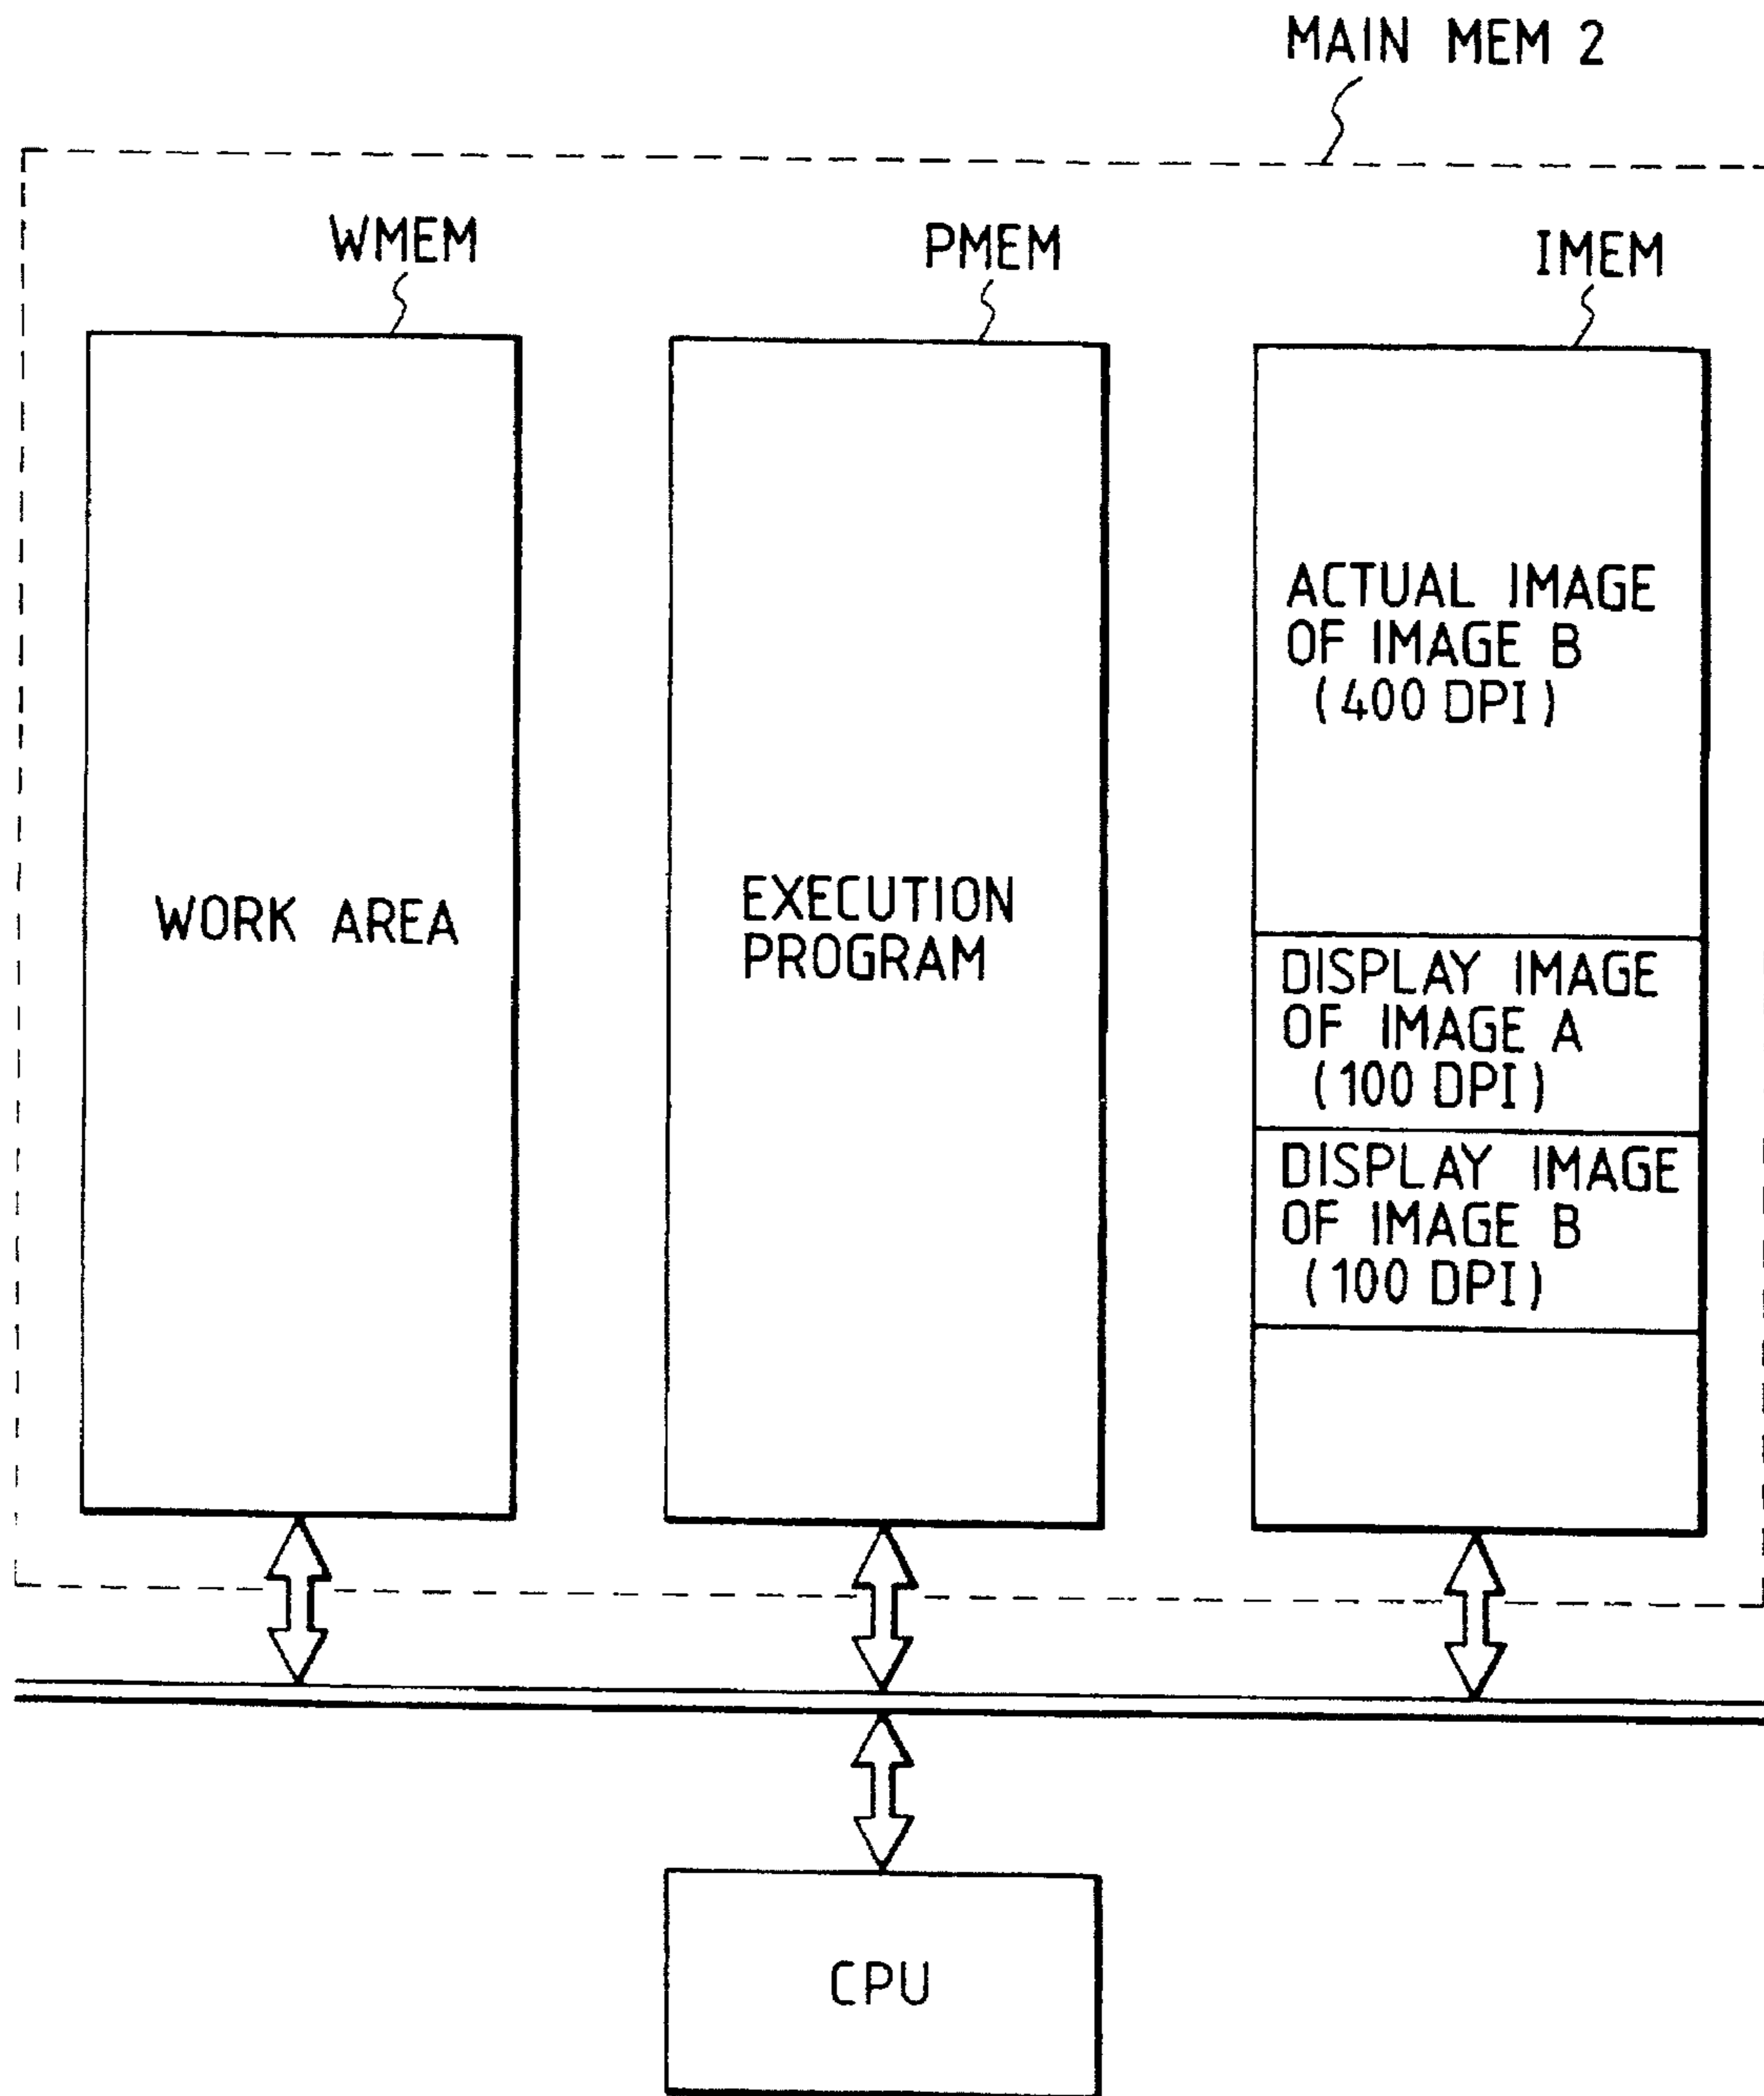 MAIN MEM 2
WMEM
PMEM
IMEM
WORK AREA
EXECUTION
PROGRAM
ACTUAL IMAGE
OF IMAGE B
(400 DPI)
DISPLAY IMAGE
OF IMAGE A
(100 DPI)
DISPLAY IMAGE
OF IMAGE B
(100 DPI)
CPU